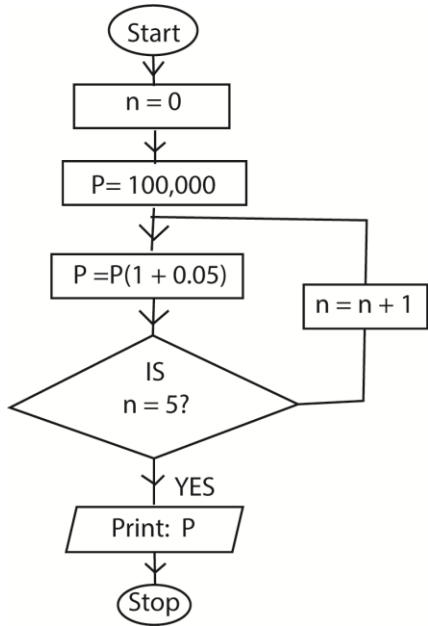 Start
n = 0
P= 100,000
P =P(1 + 0.05)
n = n + 1
IS
n = 5?
YES
Print: P
Stop